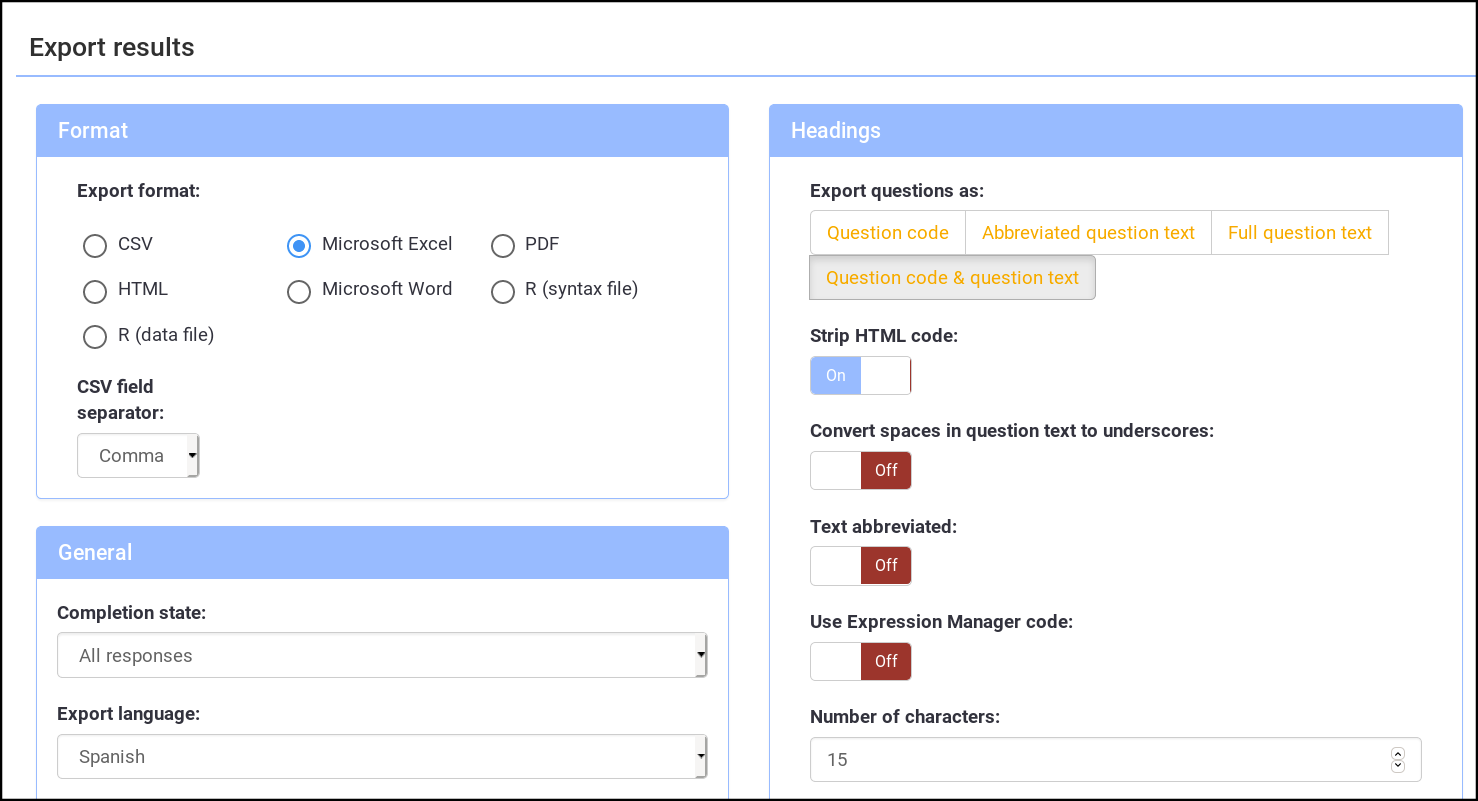 Export results
Format
Export format:
CSV
Microsoft Excel
PDF
HTML
Microsoft Word
R (syntax file)
R (data file)
CSV field
separator:
Comma
General
Completion state:
All responses
Export language:
Spanish
Headings
Export questions as:
Question code
Abbreviated question text
Full question text
Question code & question text
Strip HTML code:
On
Convert spaces in question text to underscores:
Off
Text abbreviated:
Off
Use Expression Manager code:
Off
Number of characters:
15